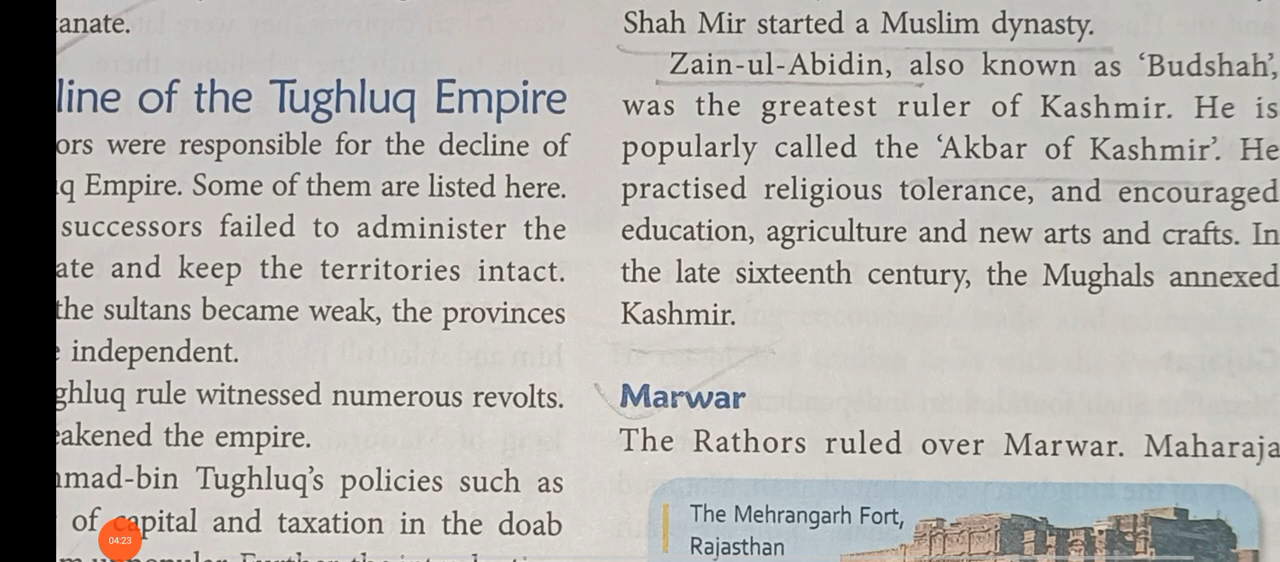 anate.
line of the Tughluq Empire
ors were responsible for the decline of
q Empire. Some of them are listed here.
successors failed to administer the
ate and keep the territories intact.
the sultans became weak, the provinces
independent.
ghluq rule witnessed numerous revolts.
eakened the empire.
mad-bin Tughluq's policies such as
of capital and taxation in the doab
04:23
Shah Mir started a Muslim dynasty.
Zain-ul-Abidin, also known as ‘Budshah’,
was the greatest ruler of Kashmir. He is
popularly called the ‘Akbar of Kashmir’. He
practised religious tolerance, and encouraged
education, agriculture and new arts and crafts. In
the late sixteenth century, the Mughals annexed
Kashmir.
Marwar
The Rathors ruled over Marwar. Maharaja
The Mehrangarh Fort,
Rajasthan